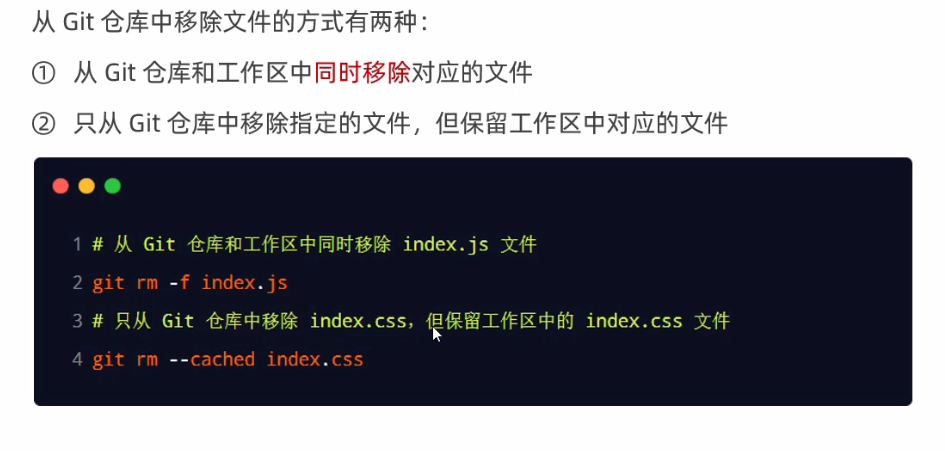 从 Git 仓库中移除文件的方式有两种：
① 从 Git 仓库和工作区中同时移除对应的文件
② 只从 Git 仓库中移除指定的文件，但保留工作区中对应的文件
1 # 从 Git 仓库和工作区中同时移除 index.js 文件
2 git rm -f index.js
3 # 只从 Git 仓库中移除 index.css，但保留工作区中的 index.css 文件
4 git rm --cached index.css